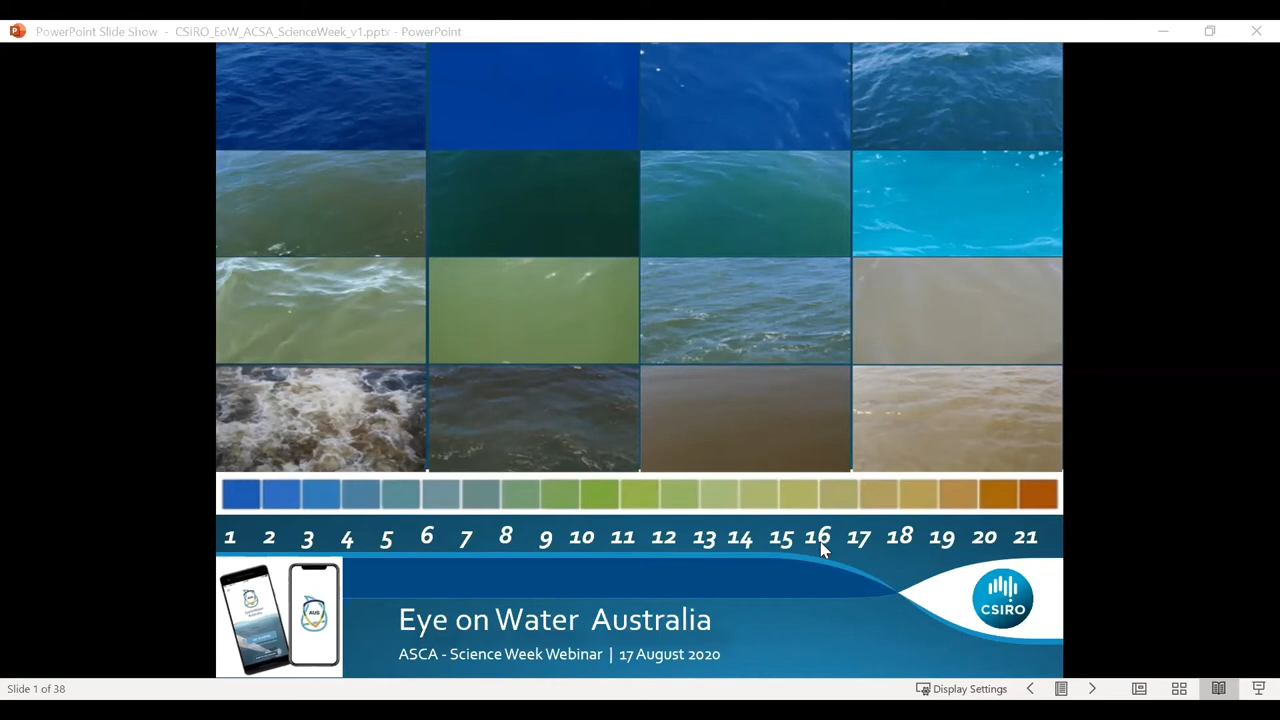 PowerPoint Slide Show - CSIRO_EoW_ACSA_ScienceWeek_v1.pptx - PowerPoint
1 2 3 4 5 6 7 8 9 10 11 12 13 14 15 16 17 18 19 20 21
AUS
CSIRO
Eye on Water Australia
ASCA - Science Week Webinar | 17 August 2020
Slide 1 of 38
Display Settings